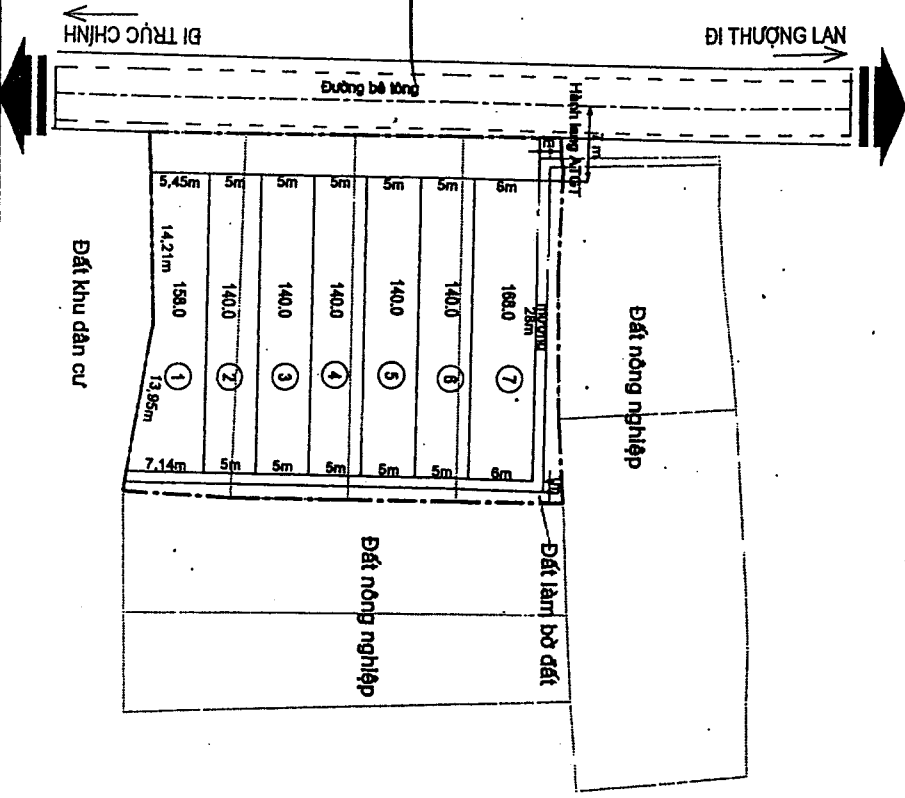 ĐI TRỤC CHÍNH
ĐI THƯỢNG LAN
Đường bê tông
Hành lang ATGT
7 m
5,45m 5m 5m 5m 5m 5m 6m
14,21m
158.0 140.0 140.0 140.0 140.0 140.0 168.0
mương
28m
1 2 3 4 5 6 7
13,95m
7,14m 5m 5m 5m 5m 5m 6m
Đất khu dân cư
Đất nông nghiệp
Đất nông nghiệp
Đất làm bờ đất